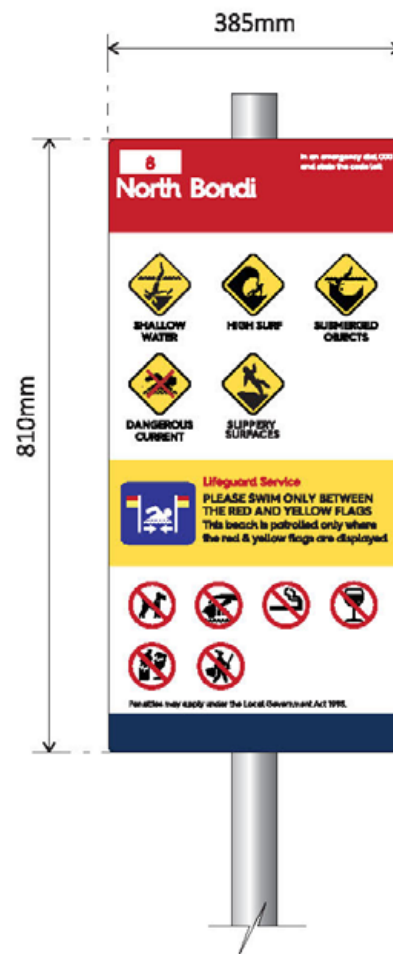 385mm
810mm
8
In an emergency dial 000
and state the code left
North Bondi
SHALLOW
WATER
HIGH SURF
SUBMERGED
OBJECTS
DANGEROUS
CURRENT
SLIPPERY
SURFACES
Lifeguard Service
PLEASE SWIM ONLY BETWEEN
THE RED AND YELLOW FLAGS
This beach is patrolled only where
the red & yellow flags are displayed
Penalties may apply under the Local Government Act 1993.